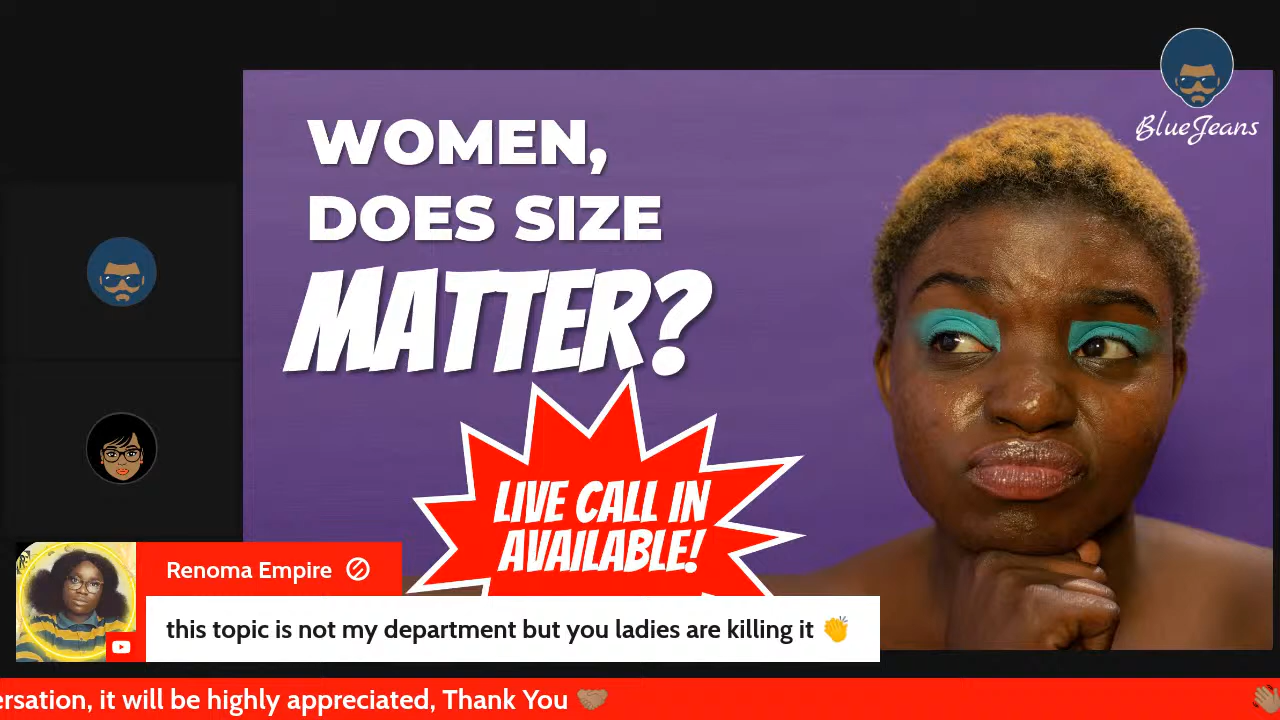 BlueJeans
WOMEN,
DOES SIZE
MATTER?
LIVE CALL IN
AVAILABLE!
Renoma Empire
this topic is not my department but you ladies are killing it 👏
ersation, it will be highly appreciated, Thank You 🤝🏽